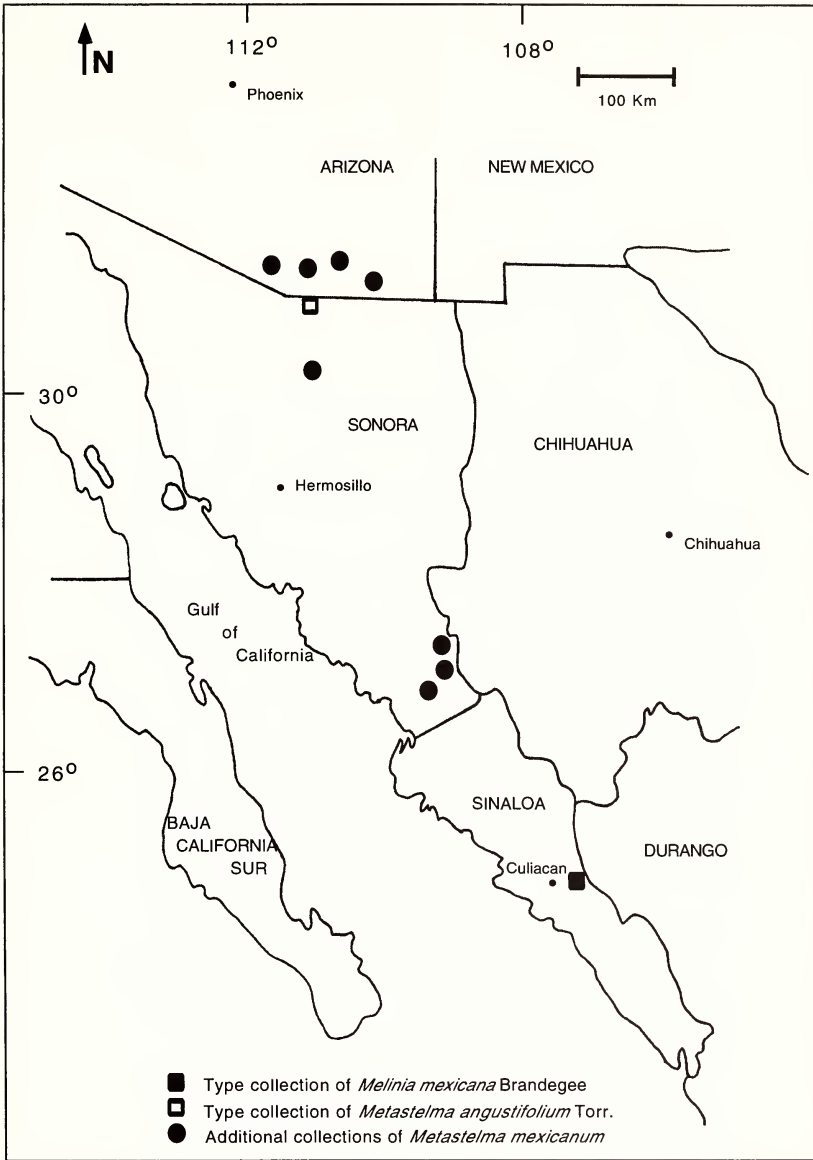 112° 108°
N
Phoenix
100 Km
ARIZONA NEW MEXICO
30°
SONORA
CHIHUAHUA
Hermosillo
Chihuahua
Gulf
of
California
26°
SINALOA
BAJA
CALIFORNIA
SUR
DURANGO
Culiacan
Type collection of Melinia mexicana Brandegee
Type collection of Metastelma angustifolium Torr.
Additional collections of Metastelma mexicanum